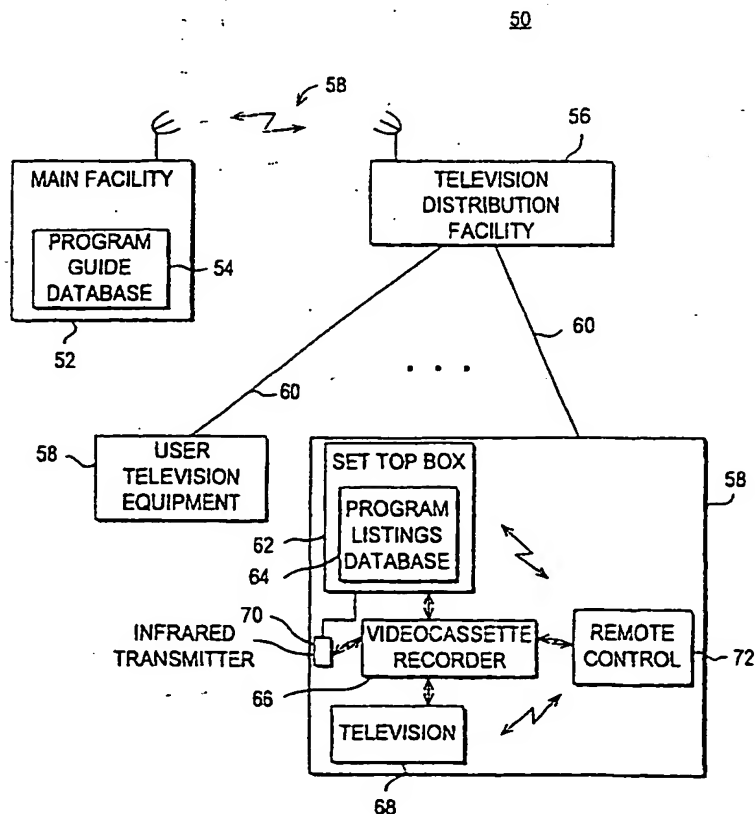 50
58
56
MAIN FACILITY
PROGRAM
GUIDE
DATABASE
54
52
TELEVISION
DISTRIBUTION
FACILITY
60
60
58
USER
TELEVISION
EQUIPMENT
SET TOP BOX
58
PROGRAM
LISTINGS
DATABASE
62
64
70
INFRARED
TRANSMITTER
VIDEOCASSETTE
RECORDER
REMOTE
CONTROL
72
66
TELEVISION
68